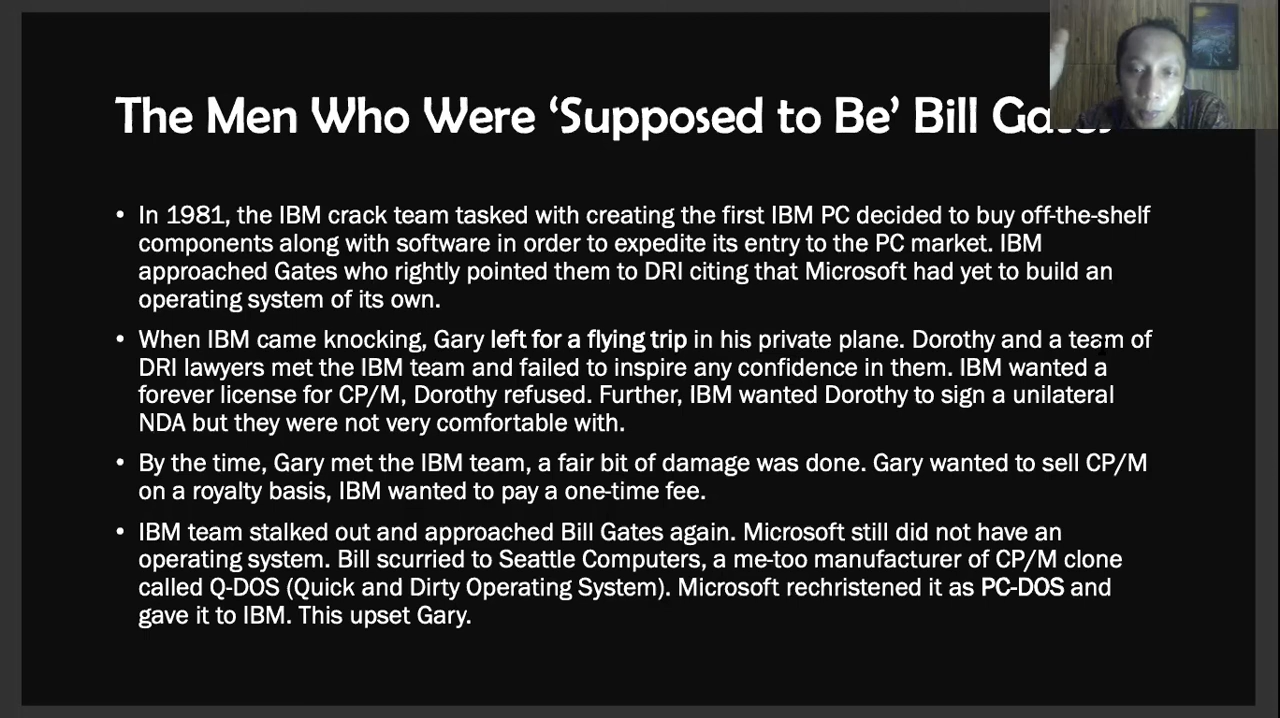 The Men Who Were ‘Supposed to Be’ Bill Gates
• In 1981, the IBM crack team tasked with creating the first IBM PC decided to buy off-the-shelf
components along with software in order to expedite its entry to the PC market. IBM
approached Gates who rightly pointed them to DRI citing that Microsoft had yet to build an
operating system of its own.
• When IBM came knocking, Gary left for a flying trip in his private plane. Dorothy and a team of
DRI lawyers met the IBM team and failed to inspire any confidence in them. IBM wanted a
forever license for CP/M, Dorothy refused. Further, IBM wanted Dorothy to sign a unilateral
NDA but they were not very comfortable with.
• By the time, Gary met the IBM team, a fair bit of damage was done. Gary wanted to sell CP/M
on a royalty basis, IBM wanted to pay a one-time fee.
• IBM team stalked out and approached Bill Gates again. Microsoft still did not have an
operating system. Bill scurried to Seattle Computers, a me-too manufacturer of CP/M clone
called Q-DOS (Quick and Dirty Operating System). Microsoft rechristened it as PC-DOS and
gave it to IBM. This upset Gary.